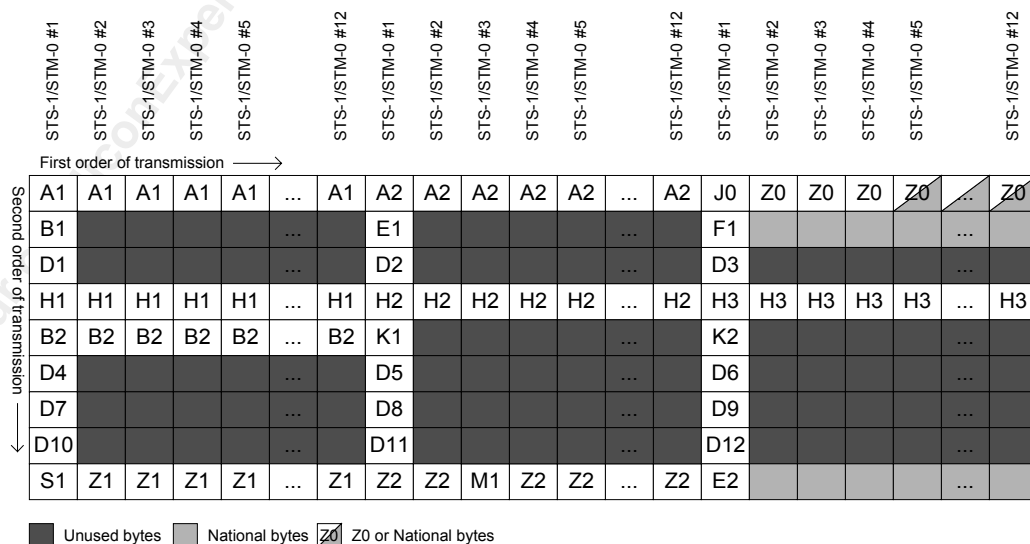 STS-1/STM-0 #1 STS-1/STM-0 #2 STS-1/STM-0 #3 STS-1/STM-0 #4 STS-1/STM-0 #5 STS-1/STM-0 #12 STS-1/STM-0 #1 STS-1/STM-0 #2 STS-1/STM-0 #3 STS-1/STM-0 #4 STS-1/STM-0 #5 STS-1/STM-0 #12 STS-1/STM-0 #1 STS-1/STM-0 #2 STS-1/STM-0 #3 STS-1/STM-0 #4 STS-1/STM-0 #5 STS-1/STM-0 #12
First order of transmission
Second order of transmission
A1 A1 A1 A1 A1 ... A1 A2 A2 A2 A2 A2 ... A2 J0 Z0 Z0 Z0 Z0 ... Z0
B1 ... E1 ... F1 ...
D1 ... D2 ... D3 ...
H1 H1 H1 H1 H1 ... H1 H2 H2 H2 H2 H2 ... H2 H3 H3 H3 H3 H3 ... H3
B2 B2 B2 B2 B2 ... B2 K1 ... K2 ...
D4 ... D5 ... D6 ...
D7 ... D8 ... D9 ...
D10 ... D11 ... D12 ...
S1 Z1 Z1 Z1 Z1 ... Z1 Z2 Z2 M1 Z2 Z2 ... Z2 E2 ...
Unused bytes National bytes Z0 Z0 or National bytes